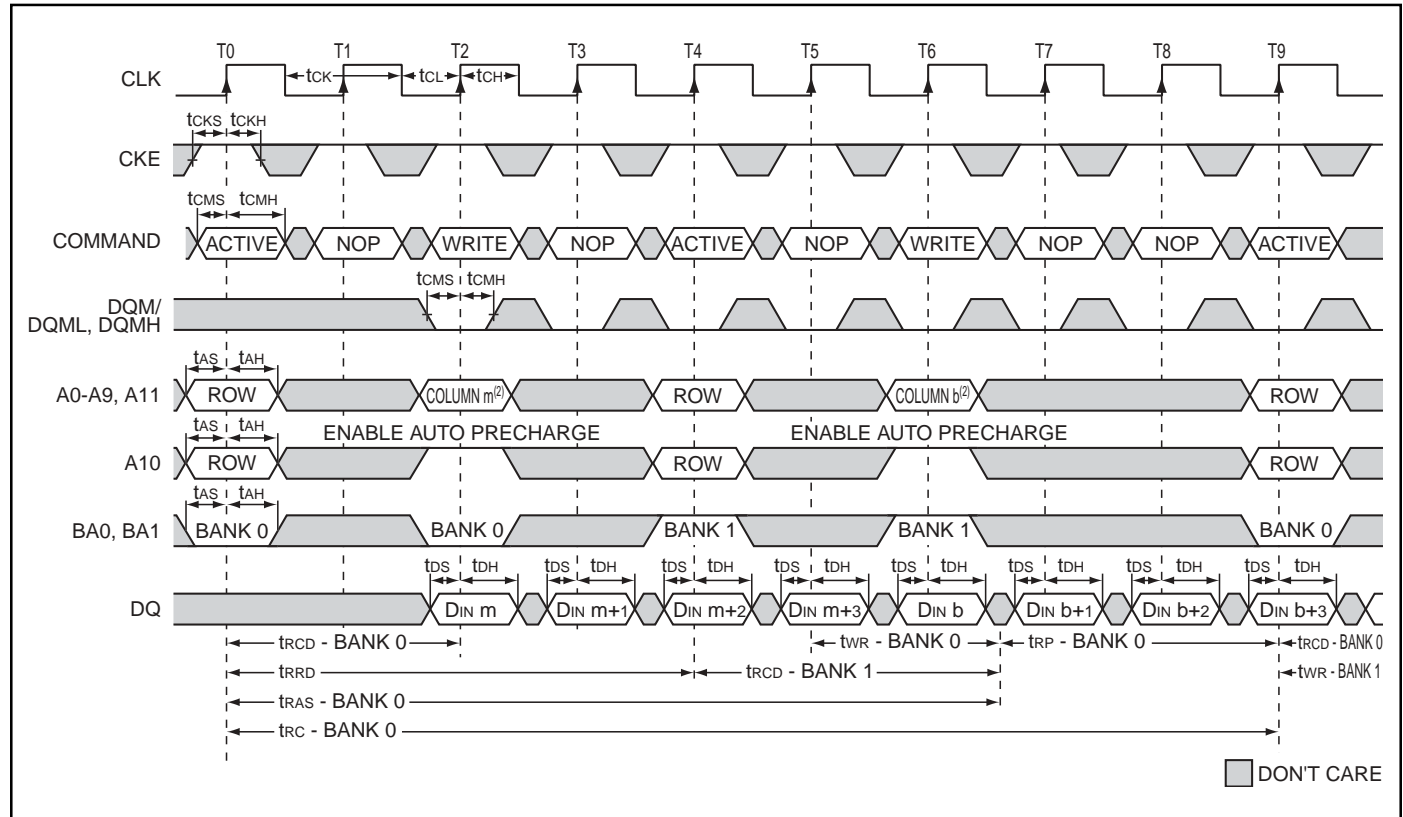 T0 T1 T2 T3 T4 T5 T6 T7 T8 T9
CLK tCK tCL tCH
tCKS tCKH
CKE
tCMS tCMH
COMMAND ACTIVE NOP WRITE NOP ACTIVE NOP WRITE NOP NOP ACTIVE
tCMS tCMH
DQM/
DQML, DQMH
tAS tAH
A0-A9, A11 ROW COLUMN m(2) ROW COLUMN b(2) ROW
tAS tAH ENABLE AUTO PRECHARGE ENABLE AUTO PRECHARGE
A10 ROW ROW ROW
tAS tAH
BA0, BA1 BANK 0 BANK 0 BANK 1 BANK 1 BANK 0
tDS tDH tDS tDH tDS tDH tDS tDH tDS tDH tDS tDH tDS tDH tDS tDH
DQ DIN m DIN m+1 DIN m+2 DIN m+3 DIN b DIN b+1 DIN b+2 DIN b+3
tRCD - BANK 0 tWR - BANK 0 tRP - BANK 0 tRCD - BANK 0
tRRD tRCD - BANK 1 tWR - BANK 1
tRAS - BANK 0
tRC - BANK 0
DON'T CARE